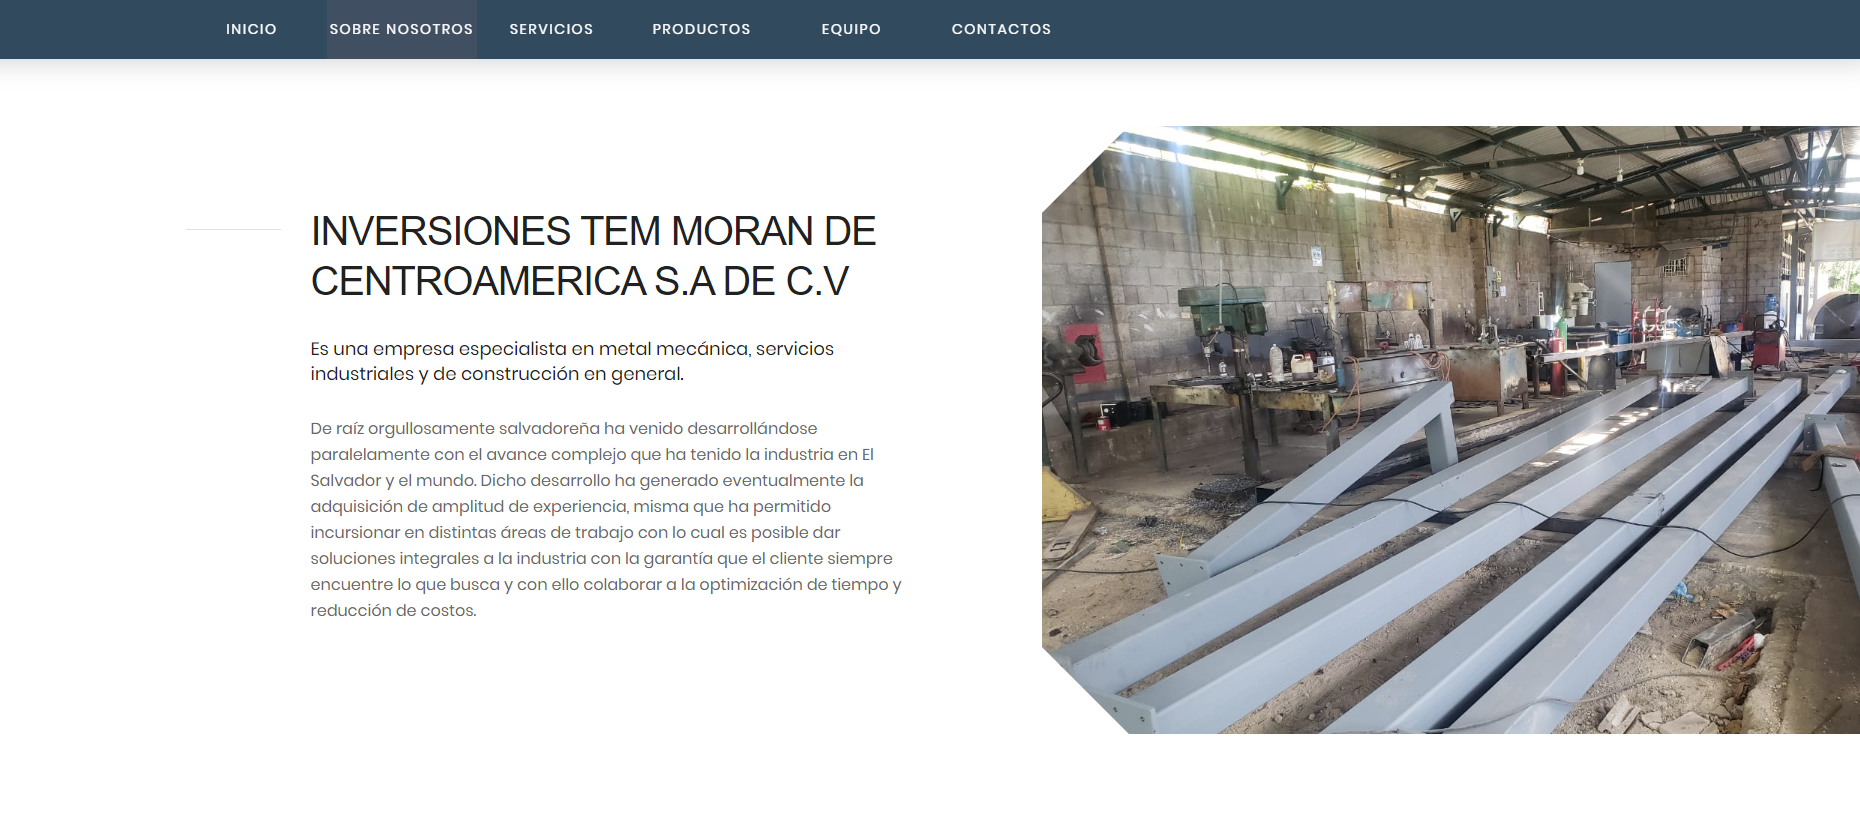 INICIO SOBRE NOSOTROS SERVICIOS PRODUCTOS EQUIPO CONTACTOS
INVERSIONES TEM MORAN DE
CENTROAMERICA S.A DE C.V
Es una empresa especialista en metal mecánica, servicios
industriales y de construcción en general.
De raíz orgullosamente salvadoreña ha venido desarrollándose
paralelamente con el avance complejo que ha tenido la industria en El
Salvador y el mundo. Dicho desarrollo ha generado eventualmente la
adquisición de amplitud de experiencia, misma que ha permitido
incursionar en distintas áreas de trabajo con lo cual es posible dar
soluciones integrales a la industria con la garantía que el cliente siempre
encuentre lo que busca y con ello colaborar a la optimización de tiempo y
reducción de costos.